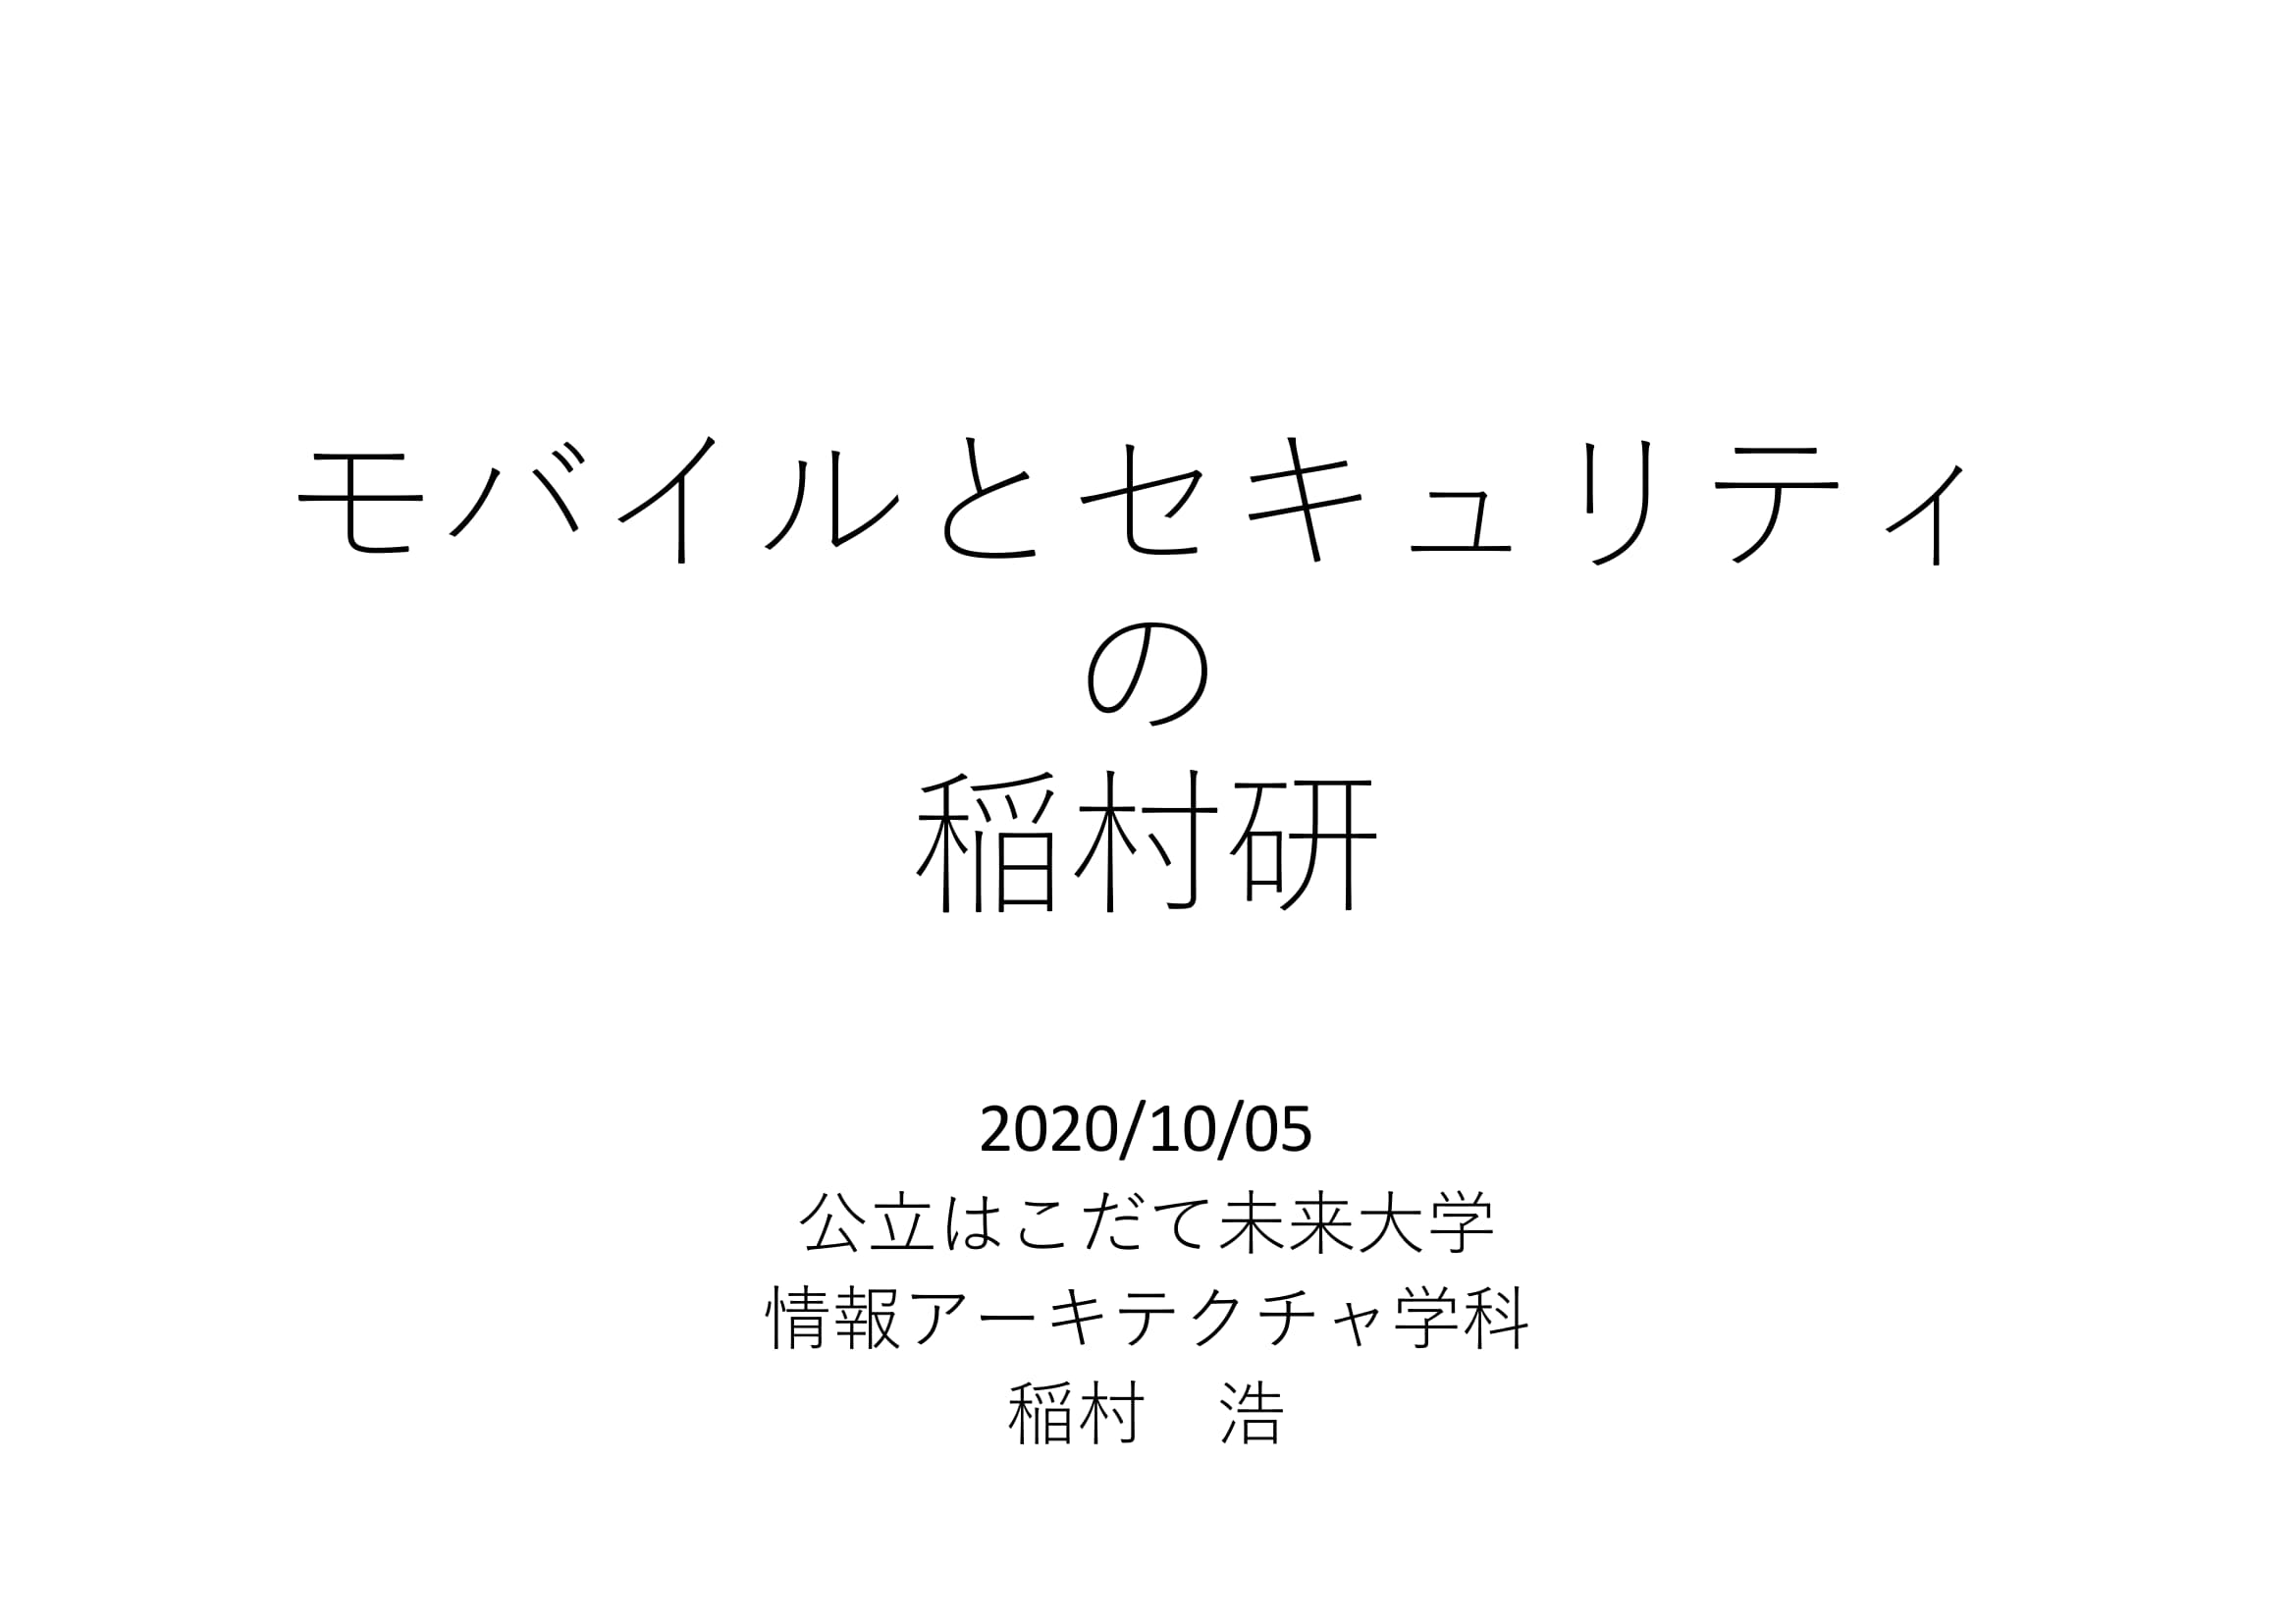 モバイルとセキュリティ
の
稲村研
2020/10/05
公立はこだて未来大学
情報アーキテクチャ学科
稲村　浩